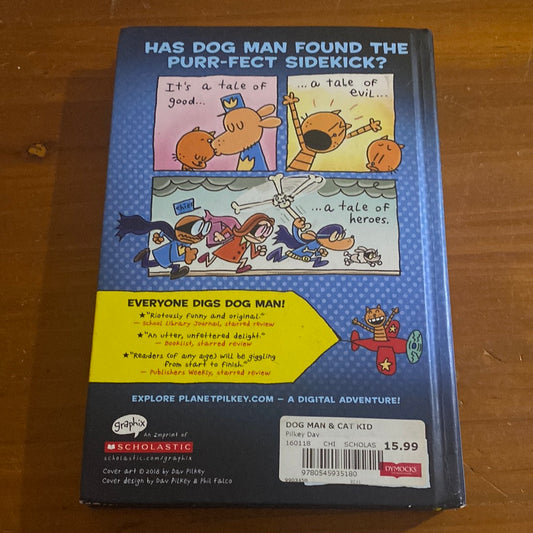 HAS DOG MAN FOUND THE
PURR-FECT SIDEKICK?
It's a tale of
good...
...a tale of
evil...
...a tale of
heroes.
EVERYONE DIGS DOG MAN!
★"Riotously funny and original."
— School Library Journal, starred review
★"An utter, unfettered delight."
— Booklist, starred review
★"Readers (of any age) will be giggling
from start to finish."
— Publishers Weekly, starred review
EXPLORE PLANETPILKEY.COM — A DIGITAL ADVENTURE!
graphix
An Imprint of
SCHOLASTIC
scholastic.com/graphix
Cover art © 2018 by Dav Pilkey
Cover design by Dav Pilkey & Phil Falco
DOG MAN & CAT KID
Pilkey Dav
160118 CHI SCHOLAS 15.99
9780545935180
DYMOCKS